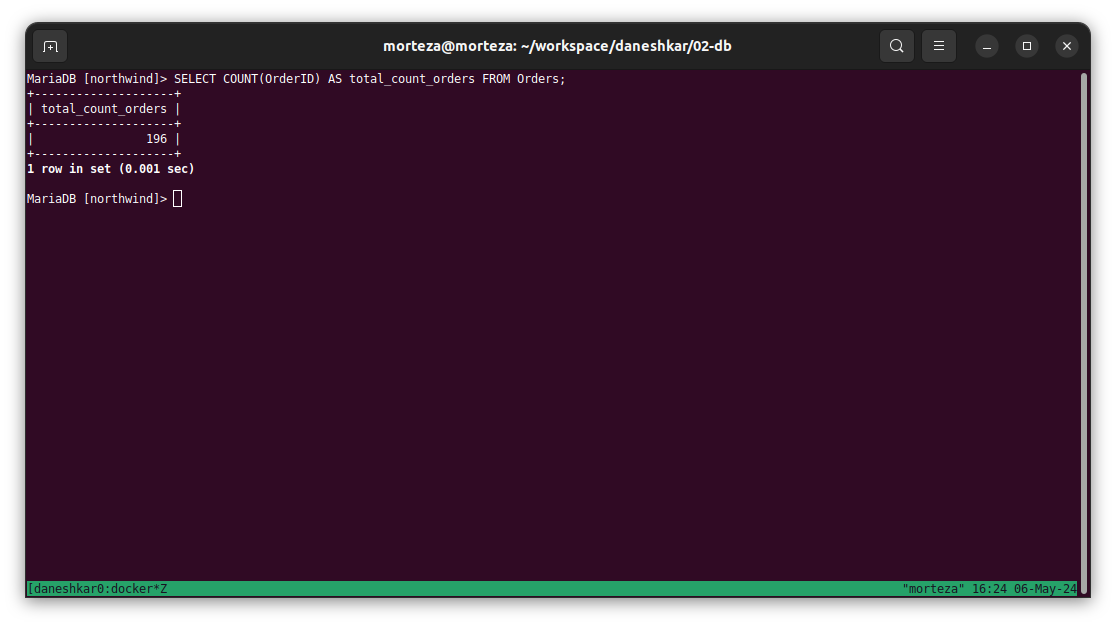 morteza@morteza: ~/workspace/daneshkar/02-db
MariaDB [northwind]> SELECT COUNT(OrderID) AS total_count_orders FROM Orders;
+--------------------+
| total_count_orders |
+--------------------+
|                196 |
+--------------------+
1 row in set (0.001 sec)
MariaDB [northwind]>
[daneshkar0:docker*Z "morteza" 16:24 06-May-24